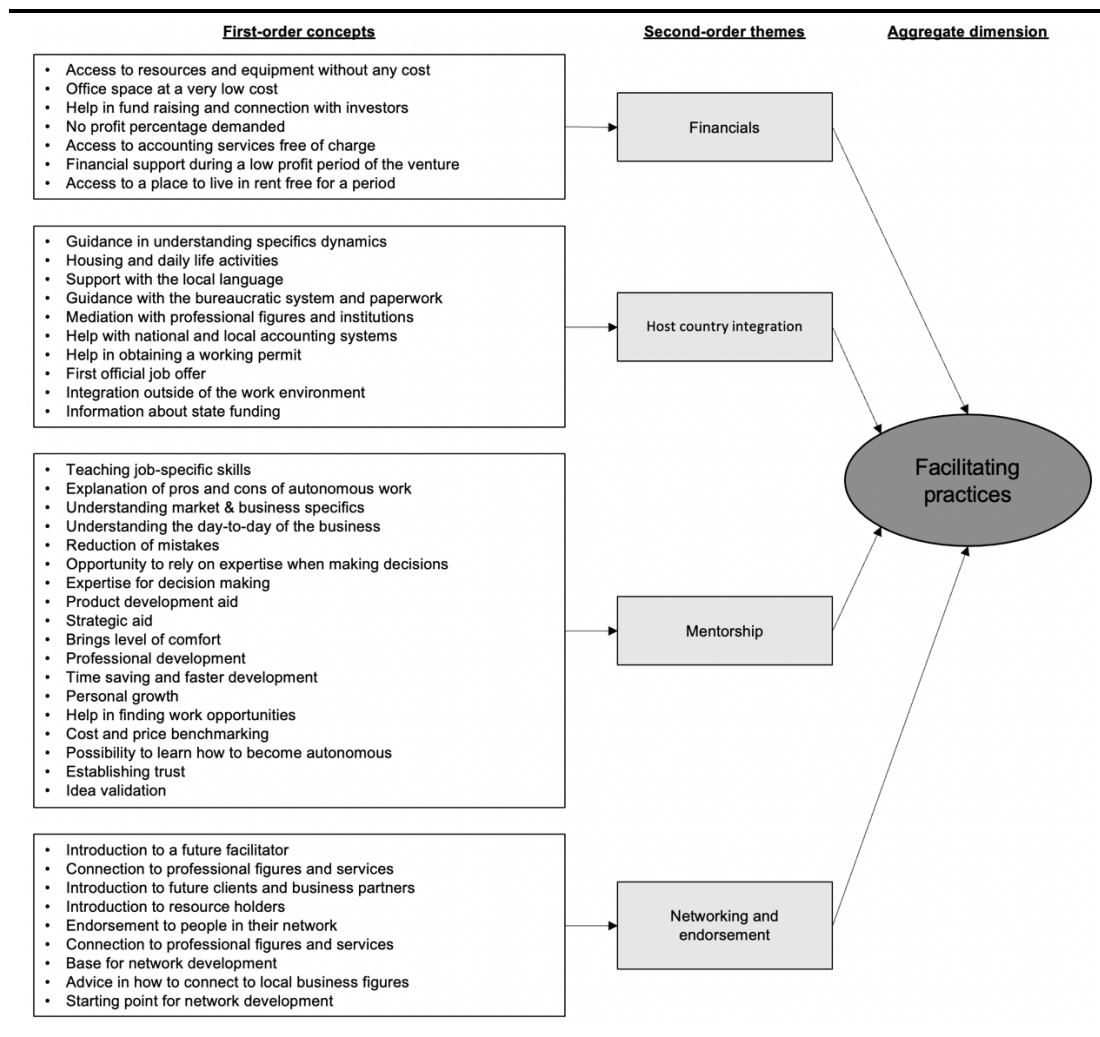 First-order concepts
Second-order themes
Aggregate dimension
• Access to resources and equipment without any cost
• Office space at a very low cost
• Help in fund raising and connection with investors
• No profit percentage demanded
• Access to accounting services free of charge
• Financial support during a low profit period of the venture
• Access to a place to live in rent free for a period
Financials
• Guidance in understanding specifics dynamics
• Housing and daily life activities
• Support with the local language
• Guidance with the bureaucratic system and paperwork
• Mediation with professional figures and institutions
• Help with national and local accounting systems
• Help in obtaining a working permit
• First official job offer
• Integration outside of the work environment
• Information about state funding
Host country integration
• Teaching job-specific skills
• Explanation of pros and cons of autonomous work
• Understanding market & business specifics
• Understanding the day-to-day of the business
• Reduction of mistakes
• Opportunity to rely on expertise when making decisions
• Expertise for decision making
• Product development aid
• Strategic aid
• Brings level of comfort
• Professional development
• Time saving and faster development
• Personal growth
• Help in finding work opportunities
• Cost and price benchmarking
• Possibility to learn how to become autonomous
• Establishing trust
• Idea validation
Mentorship
• Introduction to a future facilitator
• Connection to professional figures and services
• Introduction to future clients and business partners
• Introduction to resource holders
• Endorsement to people in their network
• Connection to professional figures and services
• Base for network development
• Advice in how to connect to local business figures
• Starting point for network development
Networking and
endorsement
Facilitating
practices